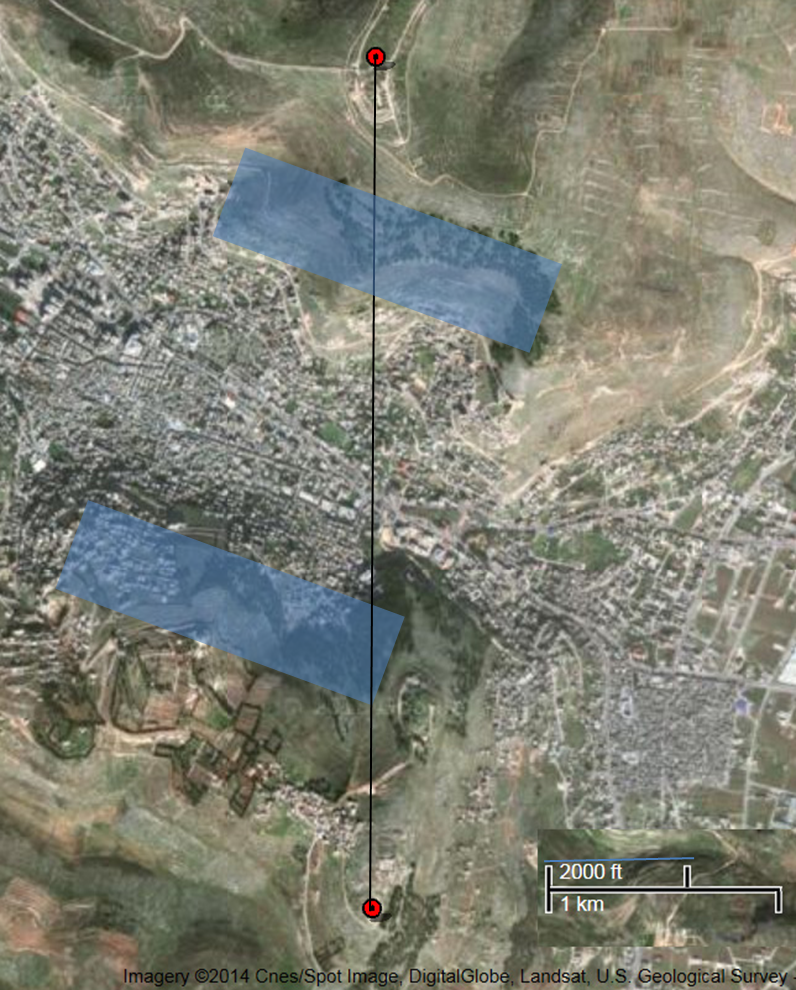 2000 ft
1 km
Imagery ©2014 Cnes/Spot Image, DigitalGlobe, Landsat, U.S. Geological Survey -